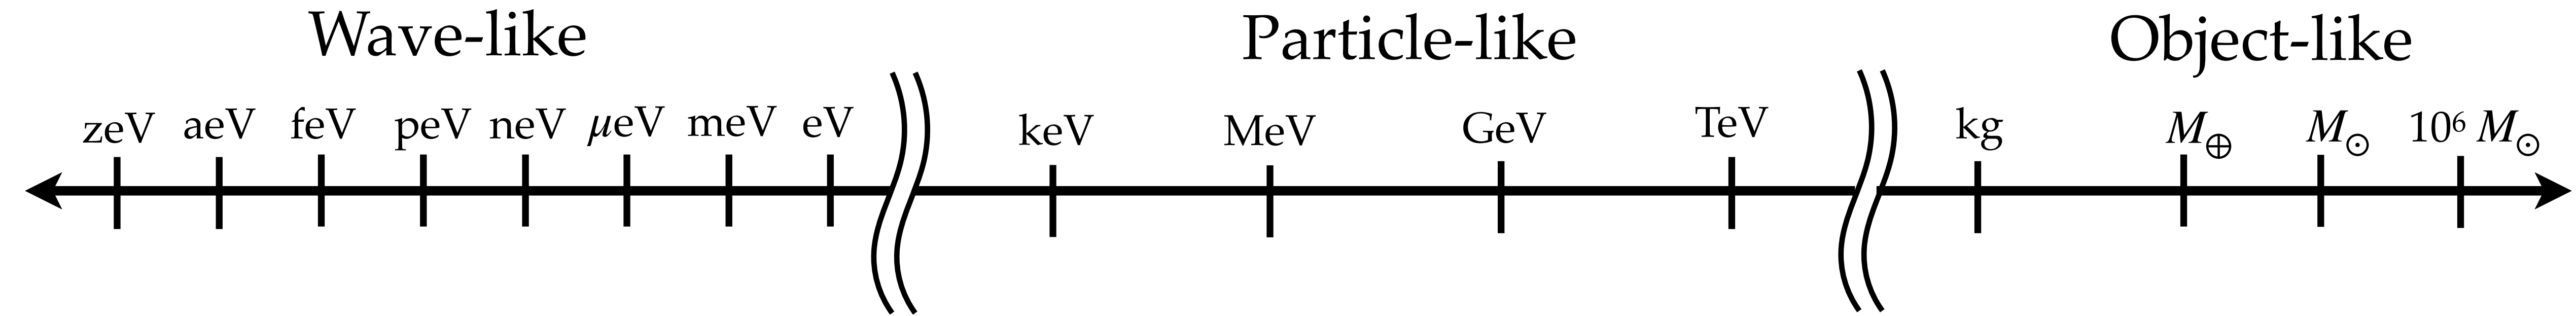 Wave-like Particle-like Object-like
zeV aeV feV peV neV μeV meV eV keV MeV GeV TeV kg M⊕ M⊙ 10⁶ M⊙